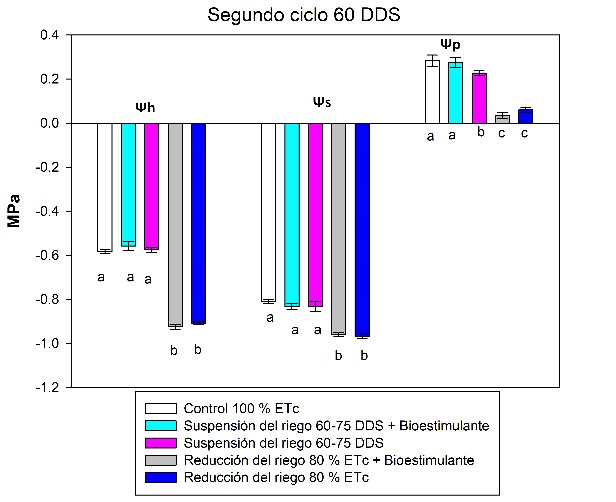 Segundo ciclo 60 DDS
0.4
0.2
0.0
-0.2
-0.4
-0.6
-0.8
-1.0
-1.2
MPa
Ψh
Ψs
Ψp
a a a b b
a a a b b
a a b c c
Control 100 % ETc
Suspensión del riego 60-75 DDS + Bioestimulante
Suspensión del riego 60-75 DDS
Reducción del riego 80 % ETc + Bioestimulante
Reducción del riego 80 % ETc